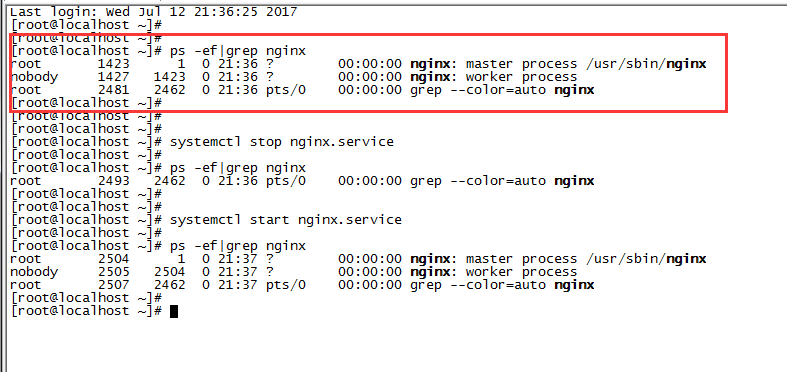 Last login: Wed Jul 12 21:36:25 2017
[root@localhost ~]#
[root@localhost ~]#
[root@localhost ~]# ps -ef|grep nginx
root 1423 1 0 21:36 ? 00:00:00 nginx: master process /usr/sbin/nginx
nobody 1427 1423 0 21:36 ? 00:00:00 nginx: worker process
root 2481 2462 0 21:36 pts/0 00:00:00 grep --color=auto nginx
[root@localhost ~]#
[root@localhost ~]#
[root@localhost ~]#
[root@localhost ~]# systemctl stop nginx.service
[root@localhost ~]#
[root@localhost ~]# ps -ef|grep nginx
root 2493 2462 0 21:36 pts/0 00:00:00 grep --color=auto nginx
[root@localhost ~]#
[root@localhost ~]#
[root@localhost ~]# systemctl start nginx.service
[root@localhost ~]#
[root@localhost ~]# ps -ef|grep nginx
root 2504 1 0 21:37 ? 00:00:00 nginx: master process /usr/sbin/nginx
nobody 2505 2504 0 21:37 ? 00:00:00 nginx: worker process
root 2507 2462 0 21:37 pts/0 00:00:00 grep --color=auto nginx
[root@localhost ~]#
[root@localhost ~]#